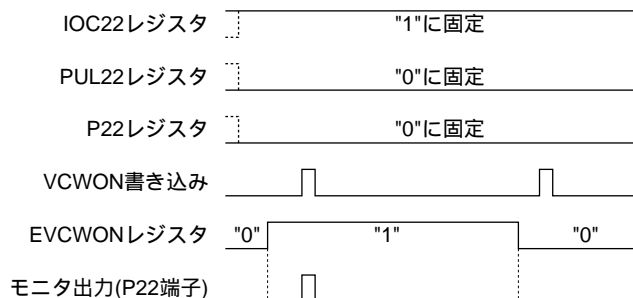 IOC22レジスタ "1"に固定
PUL22レジスタ "0"に固定
P22レジスタ "0"に固定
VCWON書き込み
EVCWONレジスタ "0" "1" "0"
モニタ出力(P22端子)